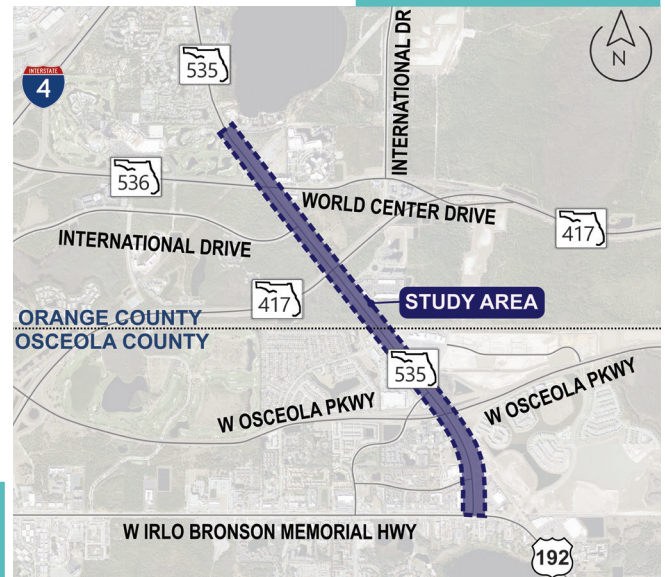 535
INTERNATIONAL DR
N
INTERSTATE
4
536
WORLD CENTER DRIVE
417
INTERNATIONAL DRIVE
417
STUDY AREA
ORANGE COUNTY
OSCEOLA COUNTY
535
W OSCEOLA PKWY
W OSCEOLA PKWY
W IRLO BRONSON MEMORIAL HWY
192